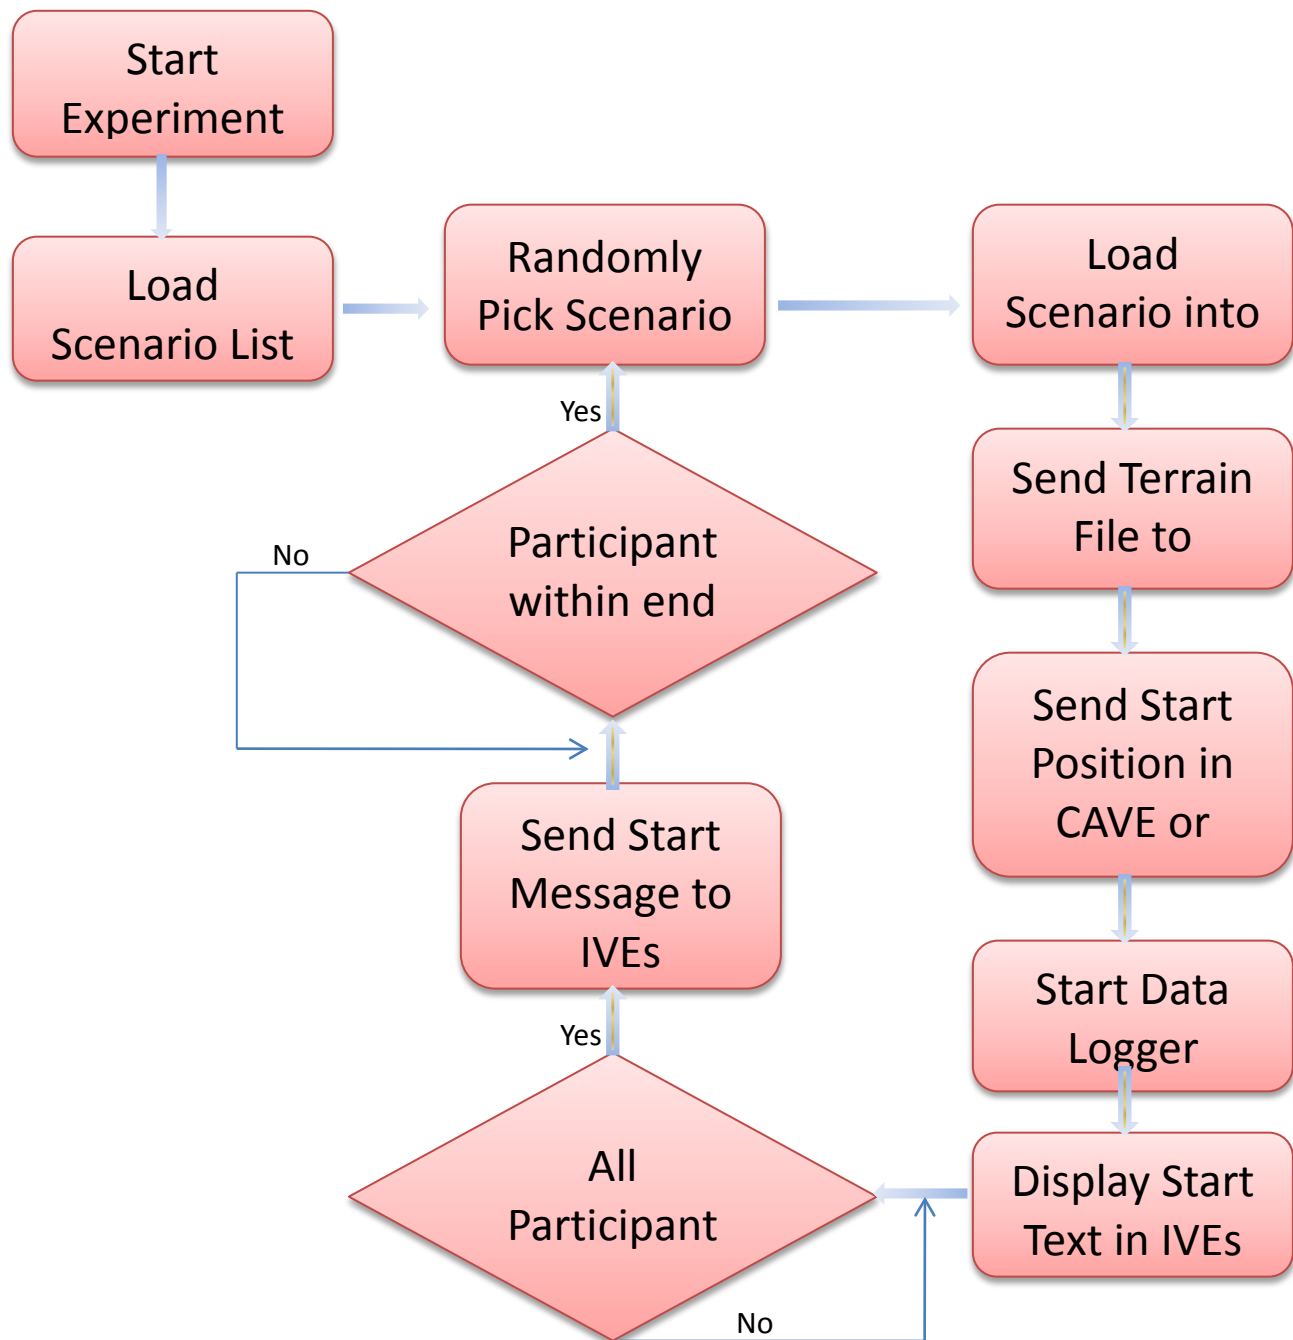 Start
Experiment
Load
Scenario List
Randomly
Pick Scenario
Load
Scenario into
Yes
Send Terrain
File to
No
Participant
within end
Send Start
Position in
CAVE or
Send Start
Message to
IVEs
Start Data
Logger
Yes
All
Participant
Display Start
Text in IVEs
No